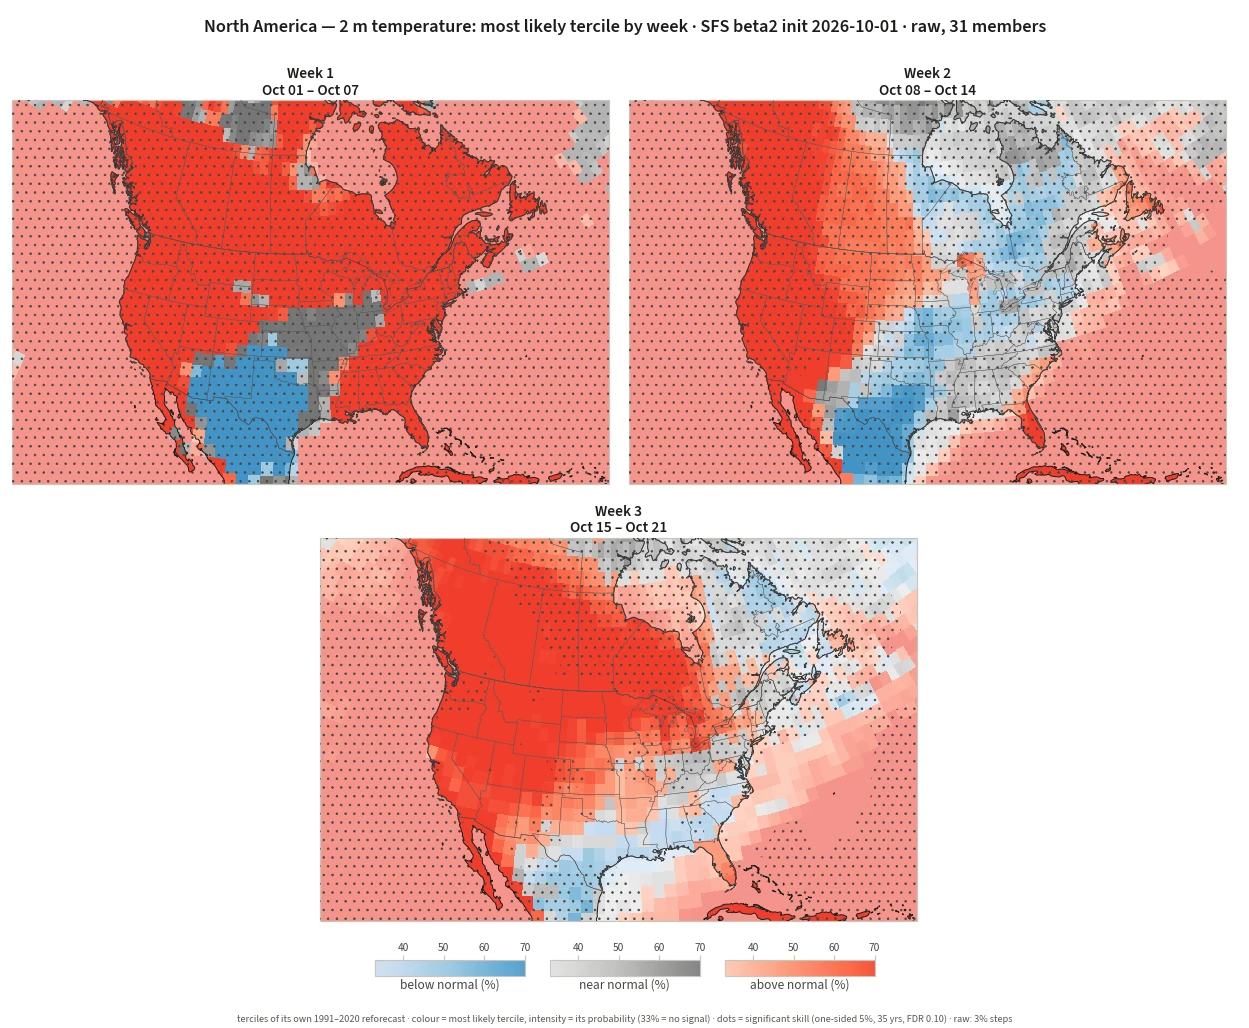 North America — 2 m temperature: most likely tercile by week · SFS beta2 init 2026-10-01 · raw, 31 members
Week 1
Oct 01 – Oct 07
Week 2
Oct 08 – Oct 14
Week 3
Oct 15 – Oct 21
40 50 60 70 40 50 60 70 40 50 60 70
below normal (%) near normal (%) above normal (%)
terciles of its own 1991–2020 reforecast · colour = most likely tercile, intensity = its probability (33% = no signal) · dots = significant skill (one-sided 5%, 35 yrs, FDR 0.10) · raw: 3% steps